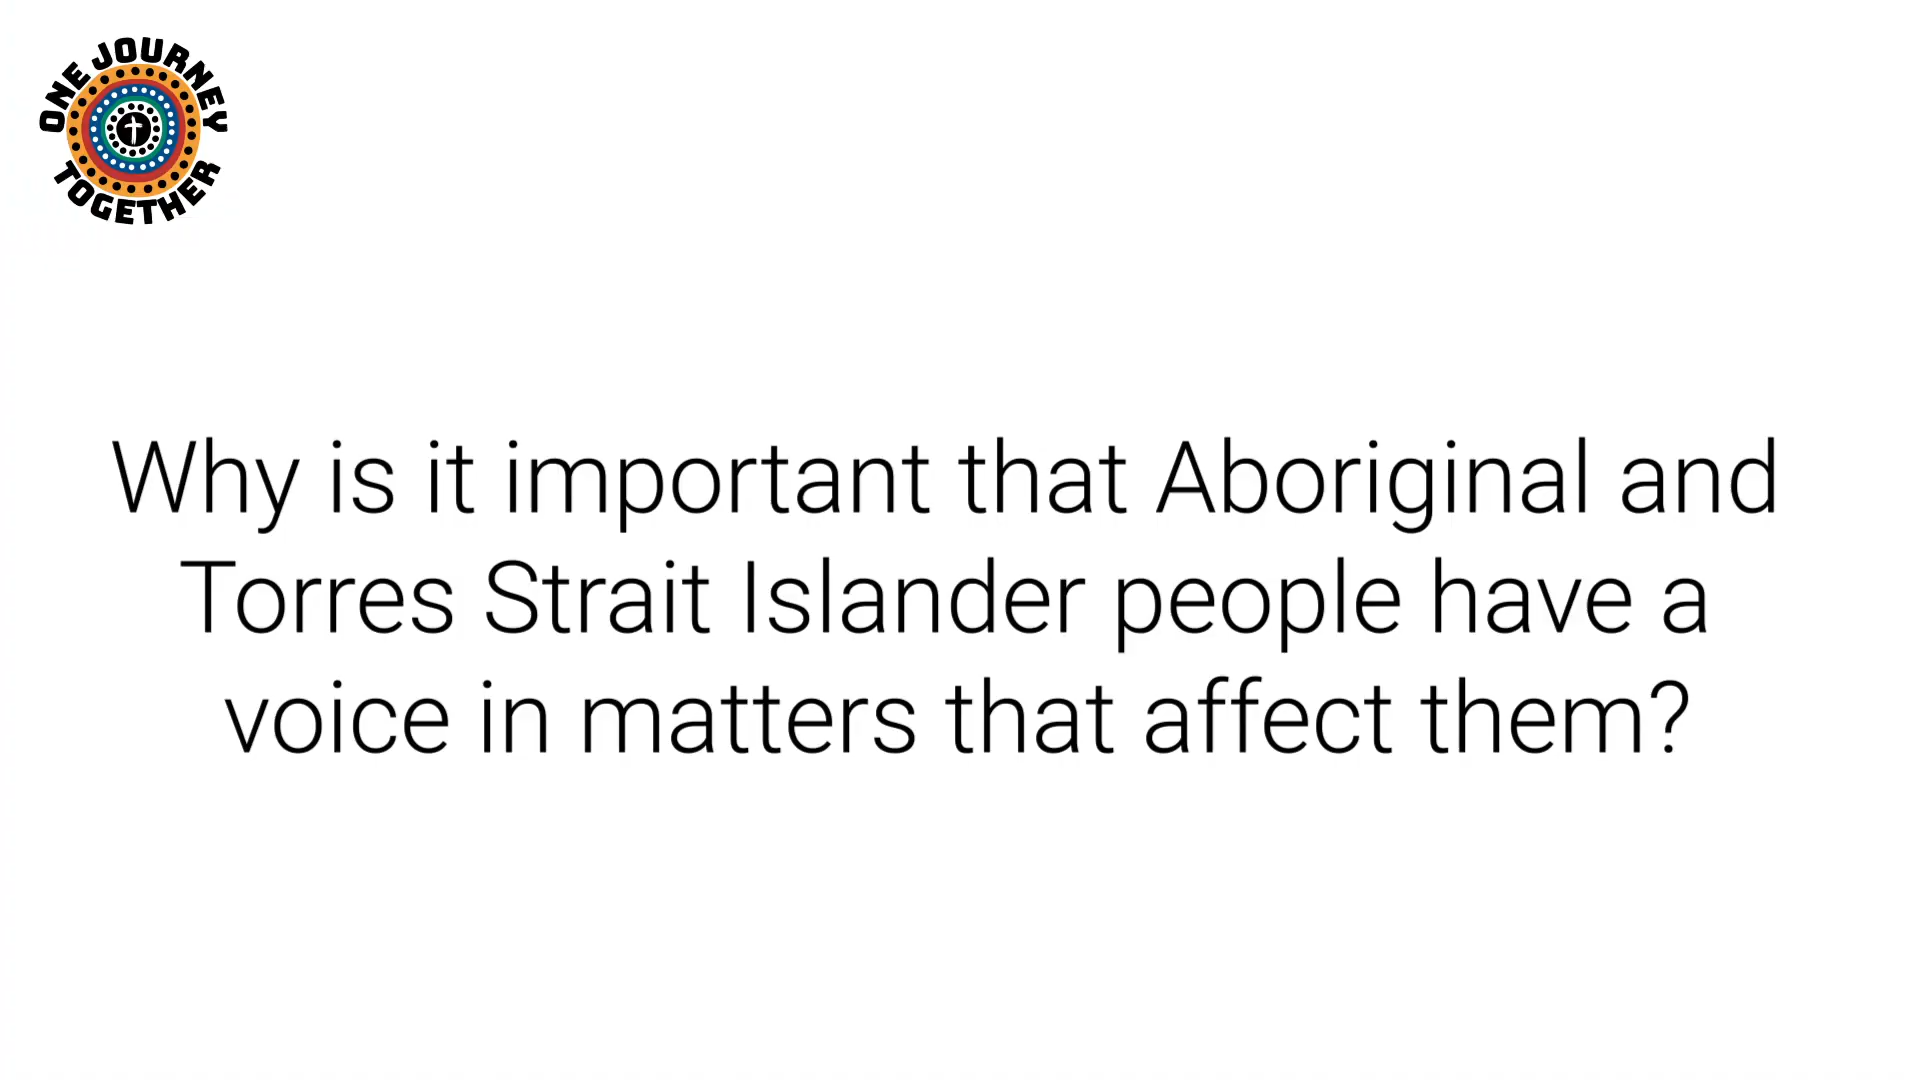 ONE JOURNEY
TOGETHER
Why is it important that Aboriginal and
Torres Strait Islander people have a
voice in matters that affect them?